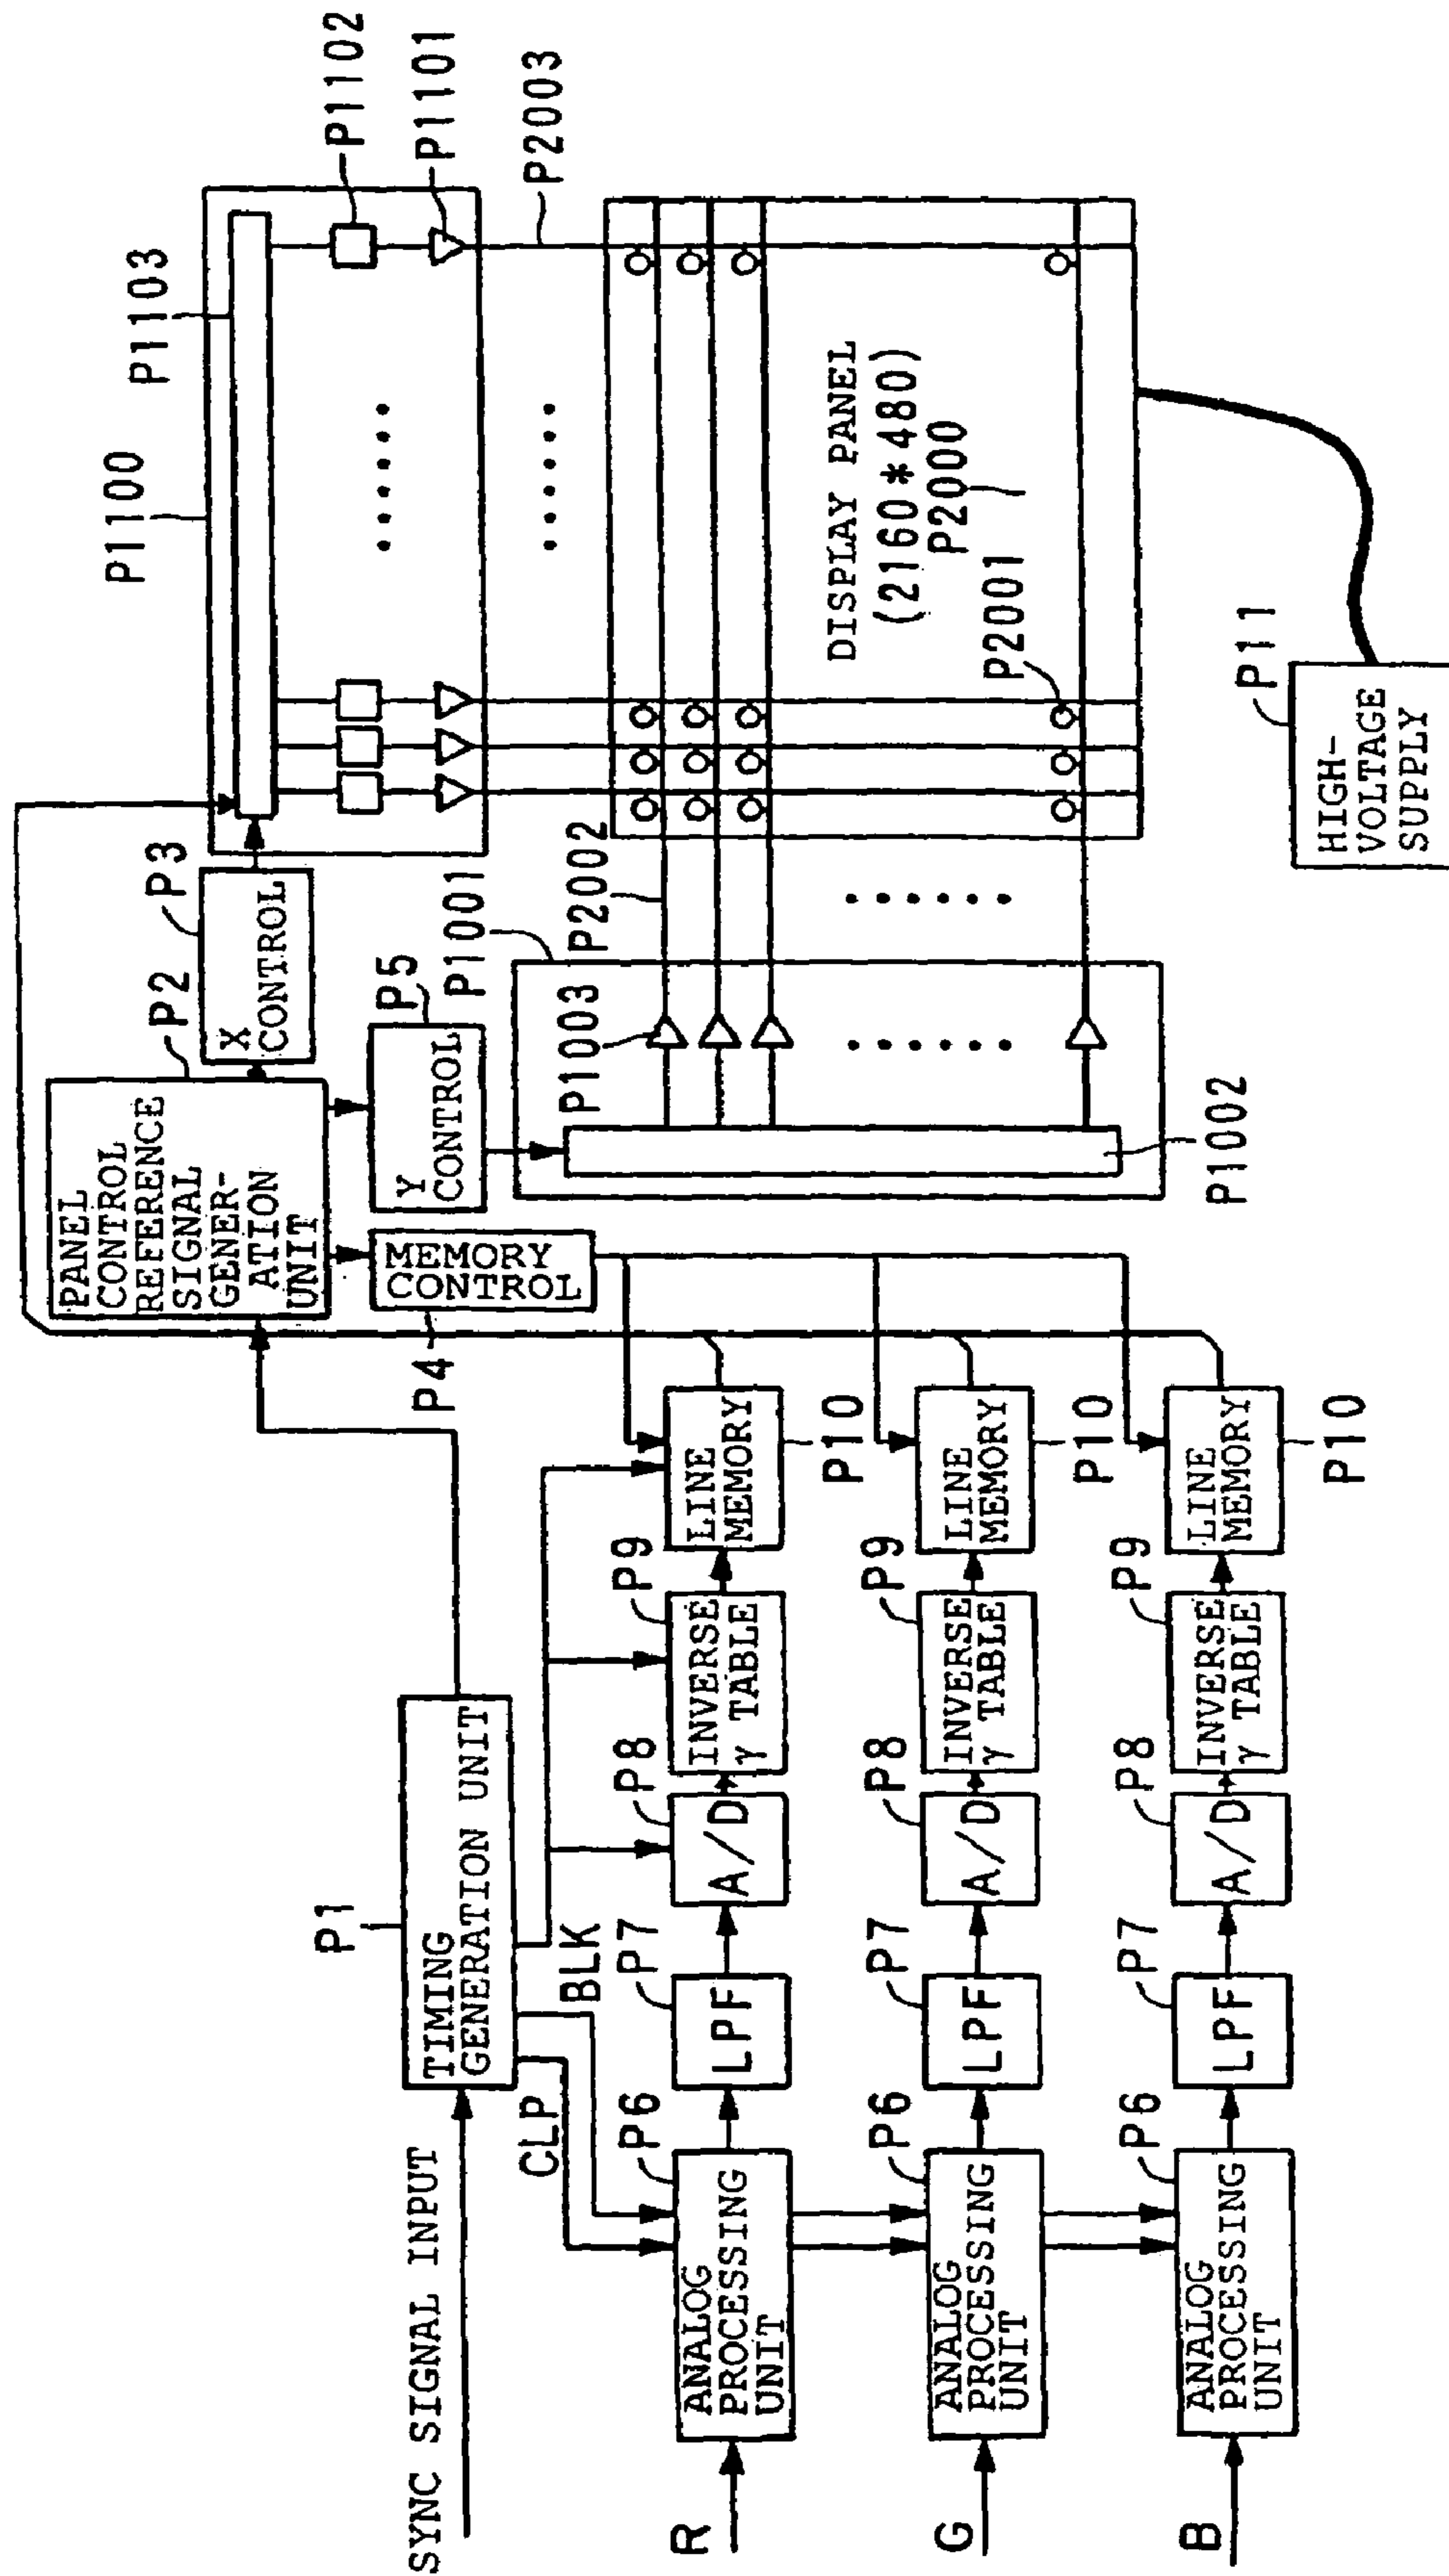 SYNC SIGNAL INPUT
P1
TIMING
GENERATION UNIT
CLP
BLK
PANEL
CONTROL
REFERENCE
SIGNAL
GENER-
ATION
UNIT
P2
X
CONTROL
P3
MEMORY
CONTROL
P4
Y
CONTROL
P5
R
ANALOG
PROCESSING
UNIT
P6
LPF
P7
A/D
P8
INVERSE
γ TABLE
P9
LINE
MEMORY
P10
G
ANALOG
PROCESSING
UNIT
P6
LPF
P7
A/D
P8
INVERSE
γ TABLE
P9
LINE
MEMORY
P10
B
ANALOG
PROCESSING
UNIT
P6
LPF
P7
A/D
P8
INVERSE
γ TABLE
P9
LINE
MEMORY
P10
P1100
P1103
P1102
P1101
P2003
P1001
P2002
P1003
P1002
DISPLAY PANEL
(2160*480)
P2000
P2001
P11
HIGH-
VOLTAGE
SUPPLY